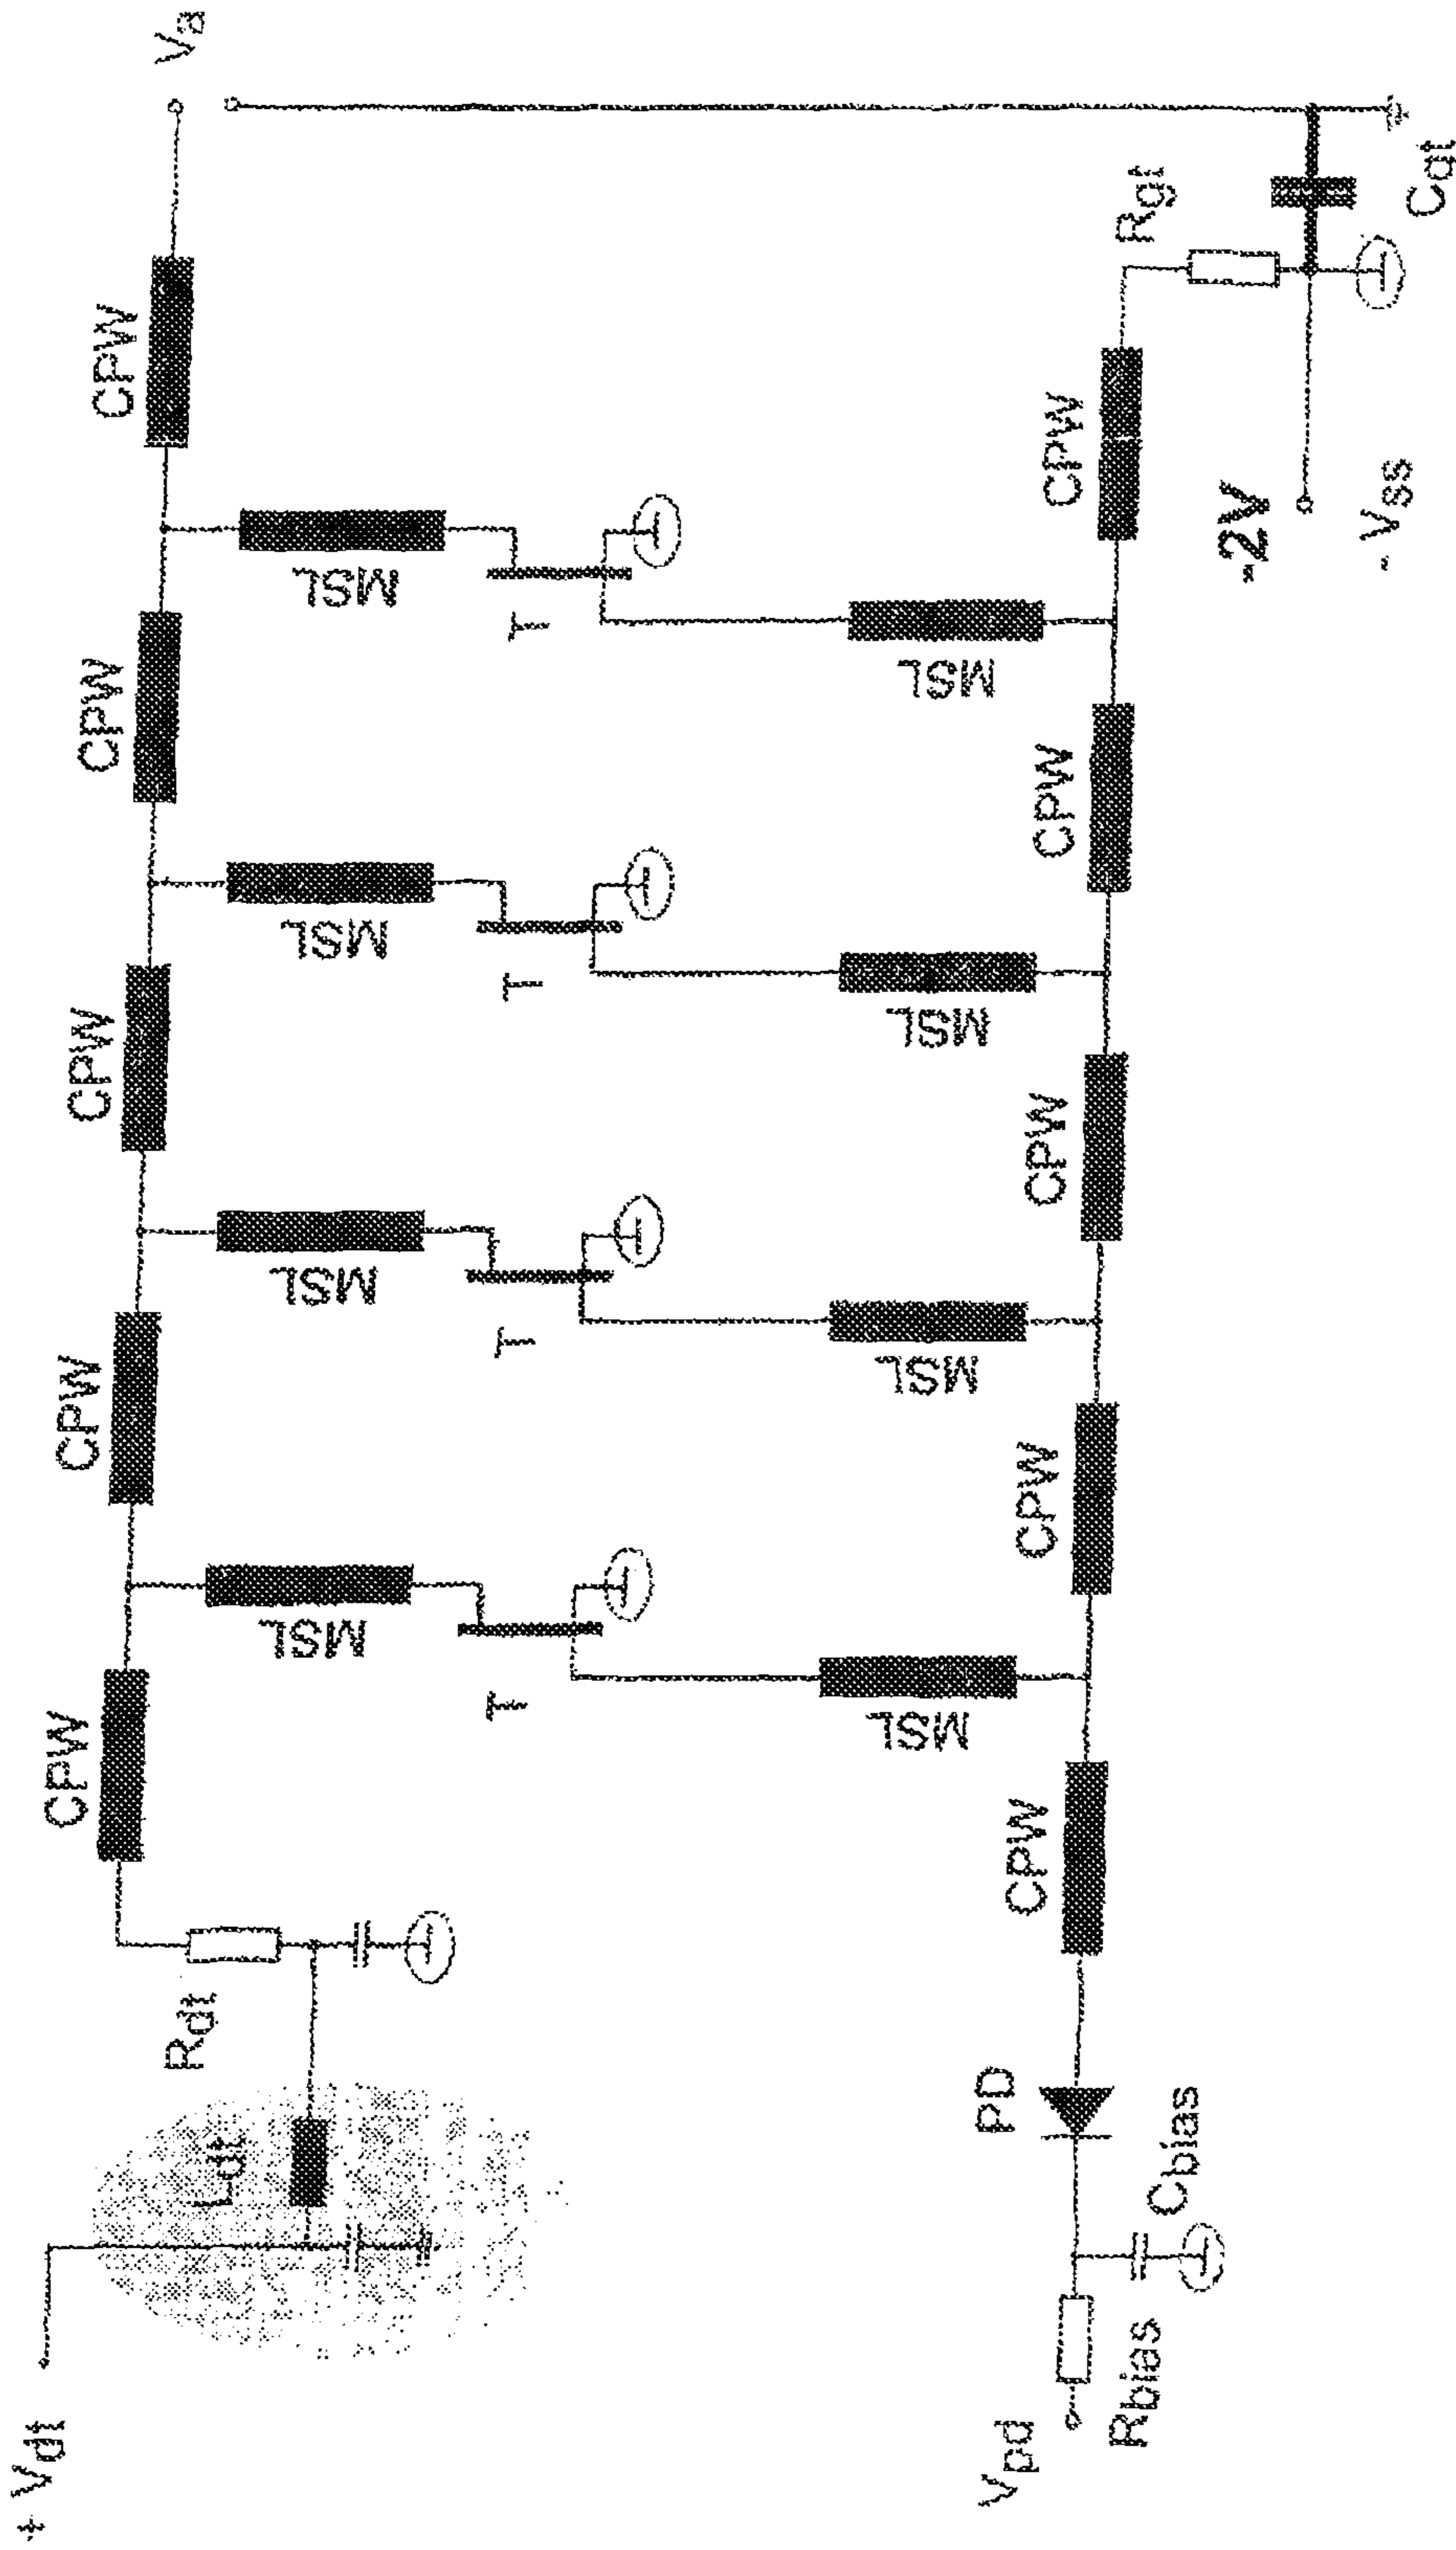 + Vdt
CPW
CPW
CPW
CPW
CPW
Va
Ldt
Rdt
MSL
MSL
MSL
MSL
T
T
T
T
MSL
MSL
MSL
MSL
Vpd
PD
CPW
CPW
CPW
CPW
CPW
Rbias
Cbias
Rgt
-2V
- Vss
Cgt